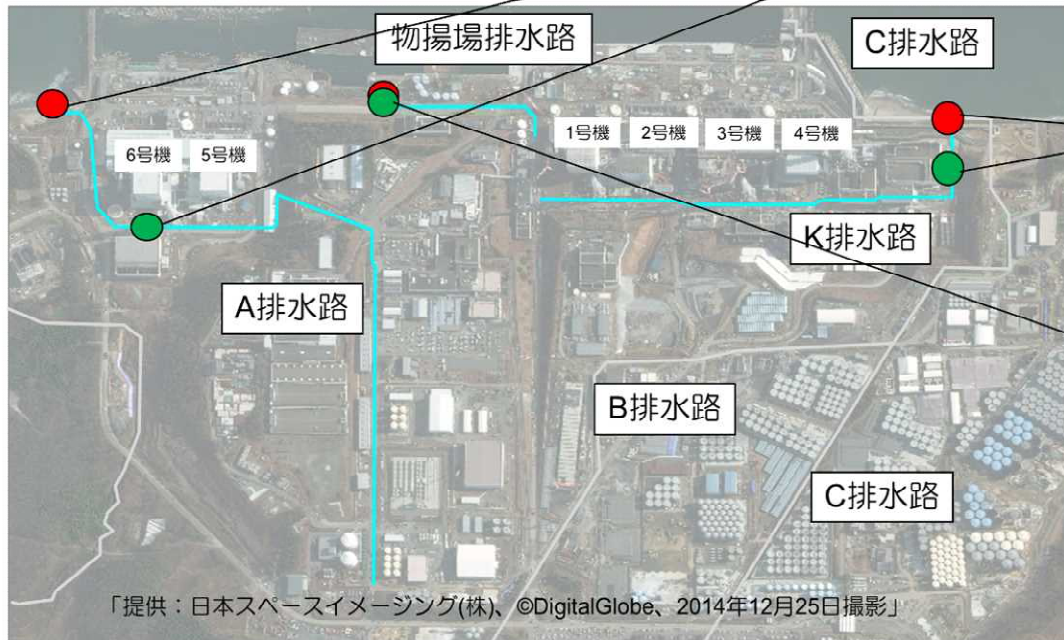 物揚場排水路
C排水路
6号機
5号機
1号機
2号機
3号機
4号機
K排水路
A排水路
B排水路
C排水路
「提供：日本スペースイメージング(株)、©DigitalGlobe、2014年12月25日撮影」